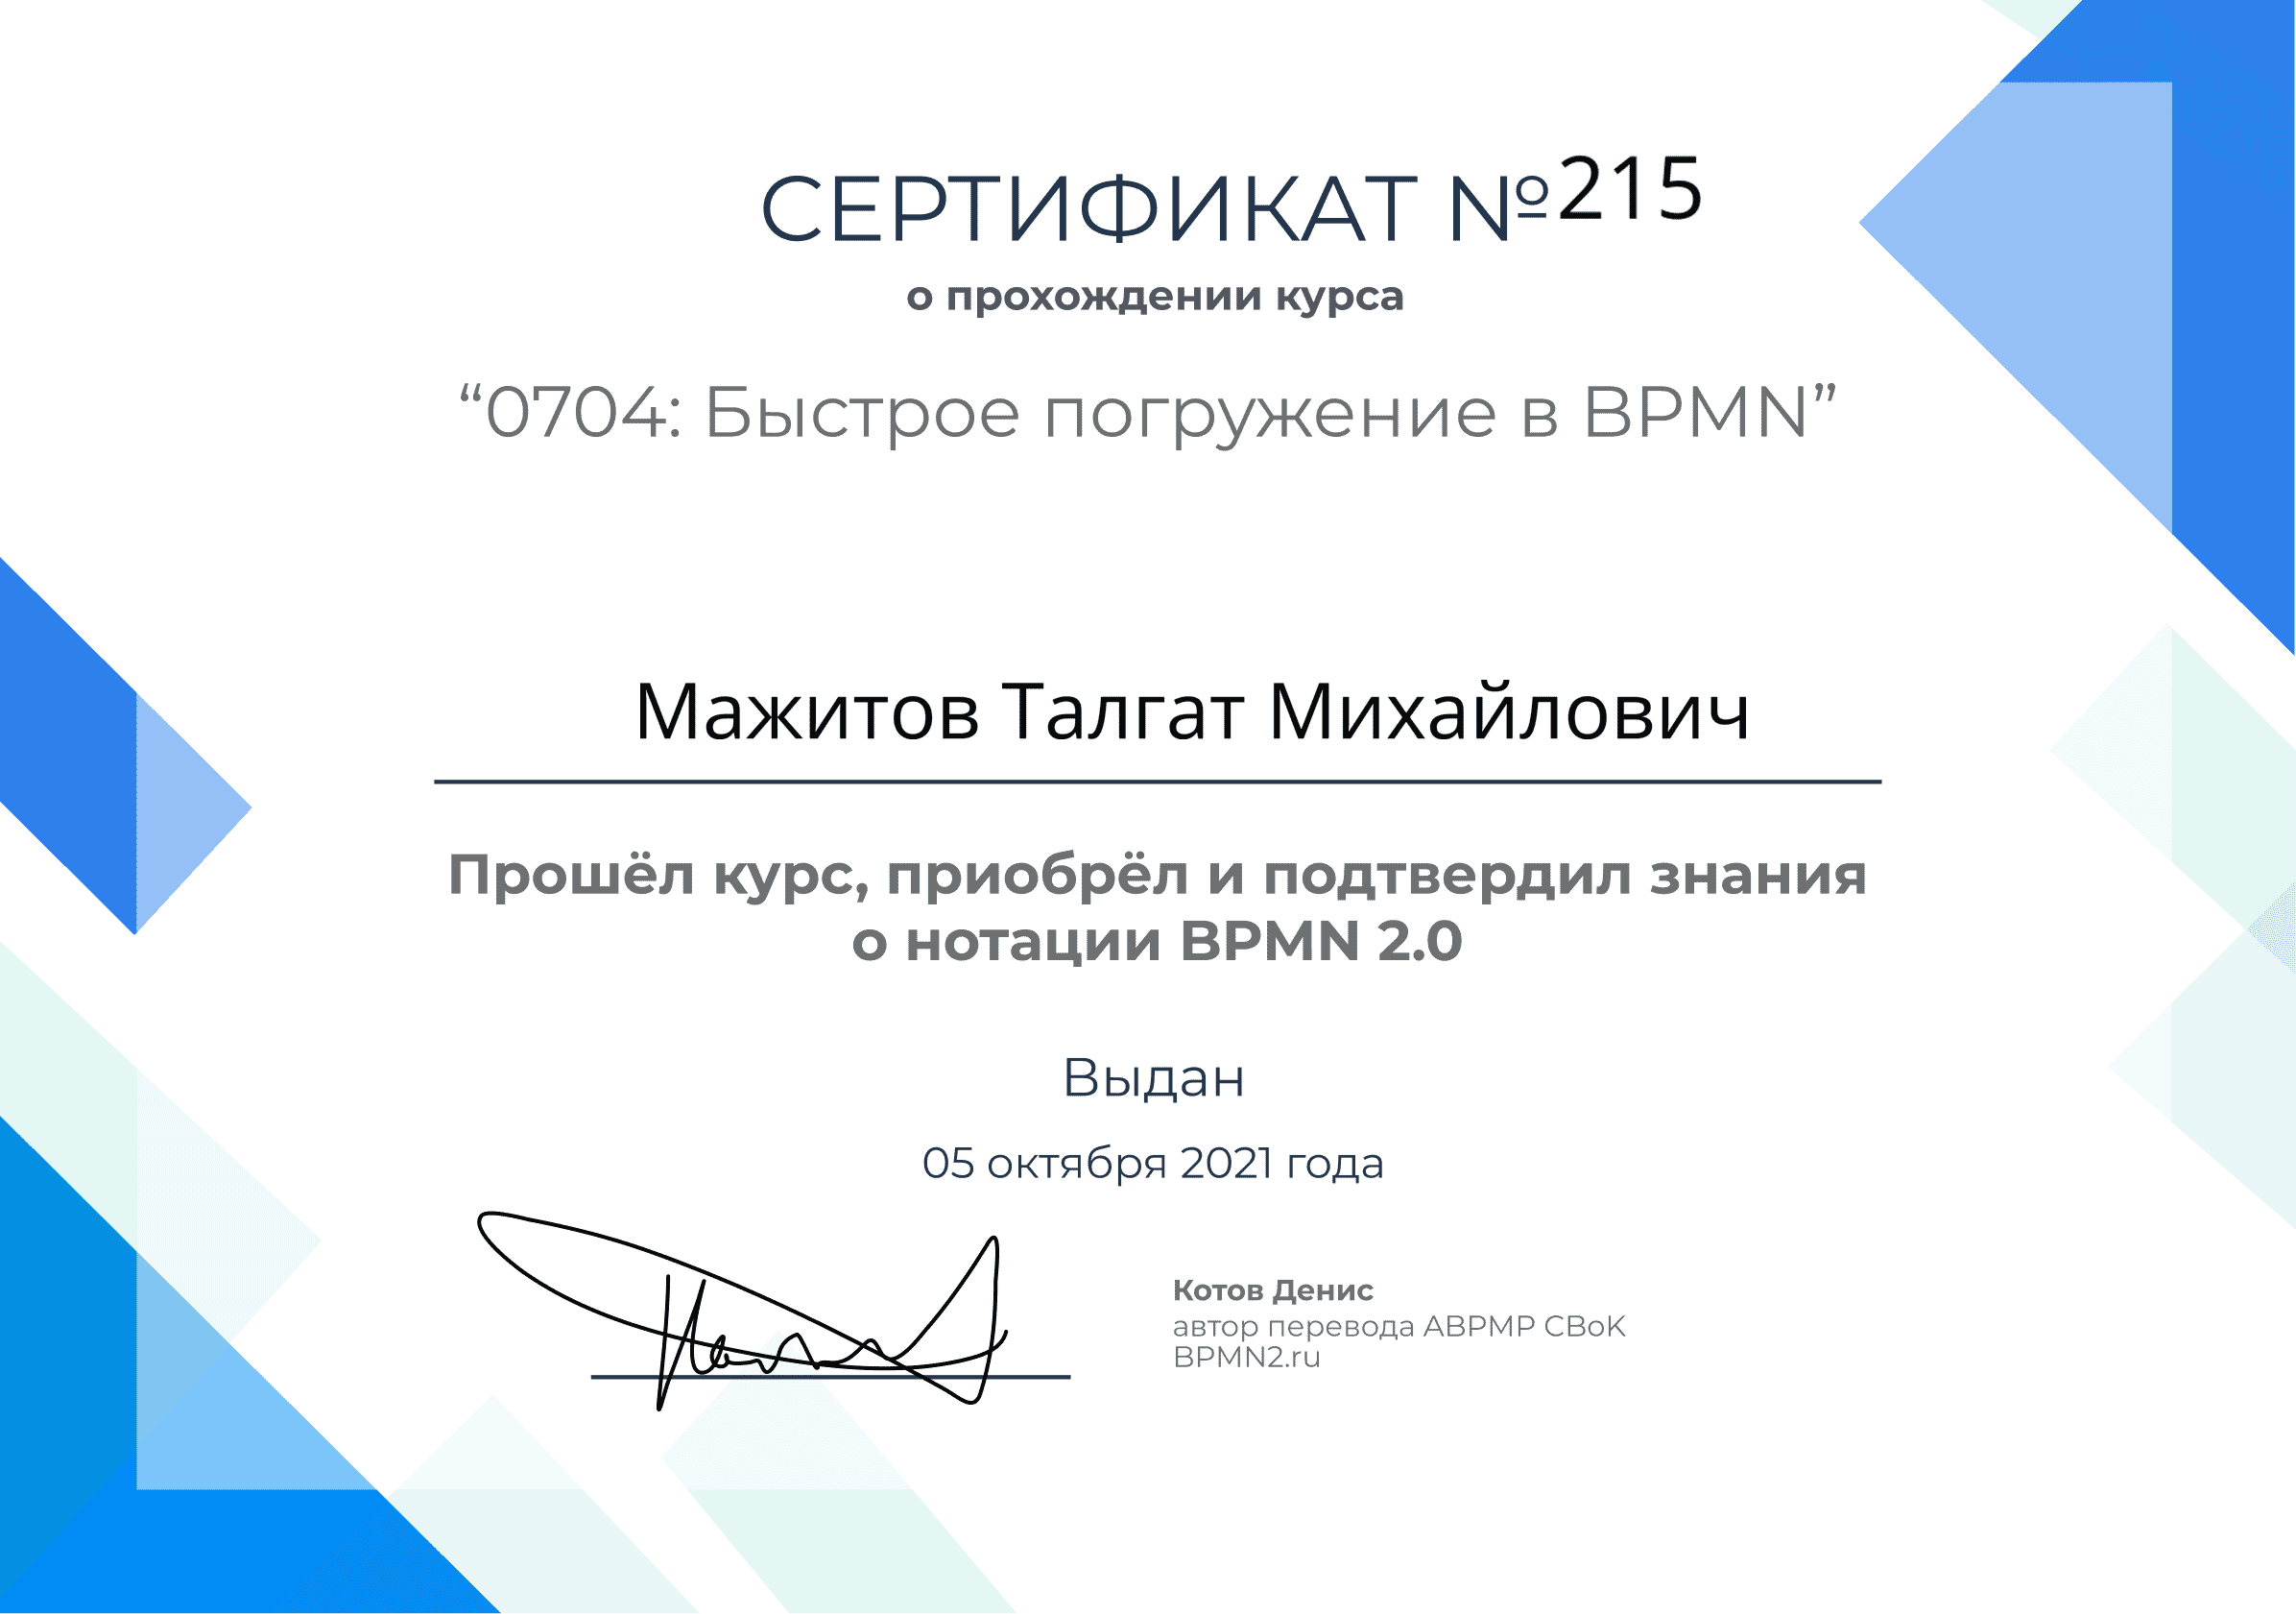 СЕРТИФИКАТ №215
о прохождении курса
“0704: Быстрое погружение в BPMN”
Мажитов Талгат Михайлович
Прошёл курс, приобрёл и подтвердил знания
о нотации BPMN 2.0
Выдан
05 октября 2021 года
Котов Денис
автор перевода ABPMP CBoK
BPMN2.ru